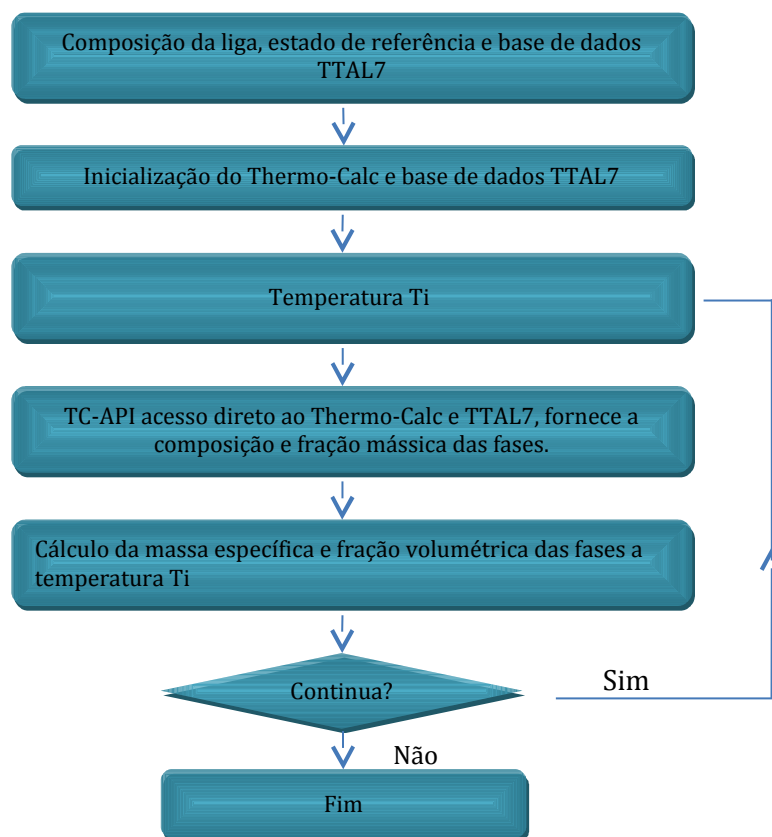 Composição da liga, estado de referência e base de dados
TTAL7
Inicialização do Thermo-Calc e base de dados TTAL7
Temperatura Ti
TC-API acesso direto ao Thermo-Calc e TTAL7, fornece a
composição e fração mássica das fases.
Cálculo da massa específica e fração volumétrica das fases a
temperatura Ti
Continua?
Sim
Não
Fim